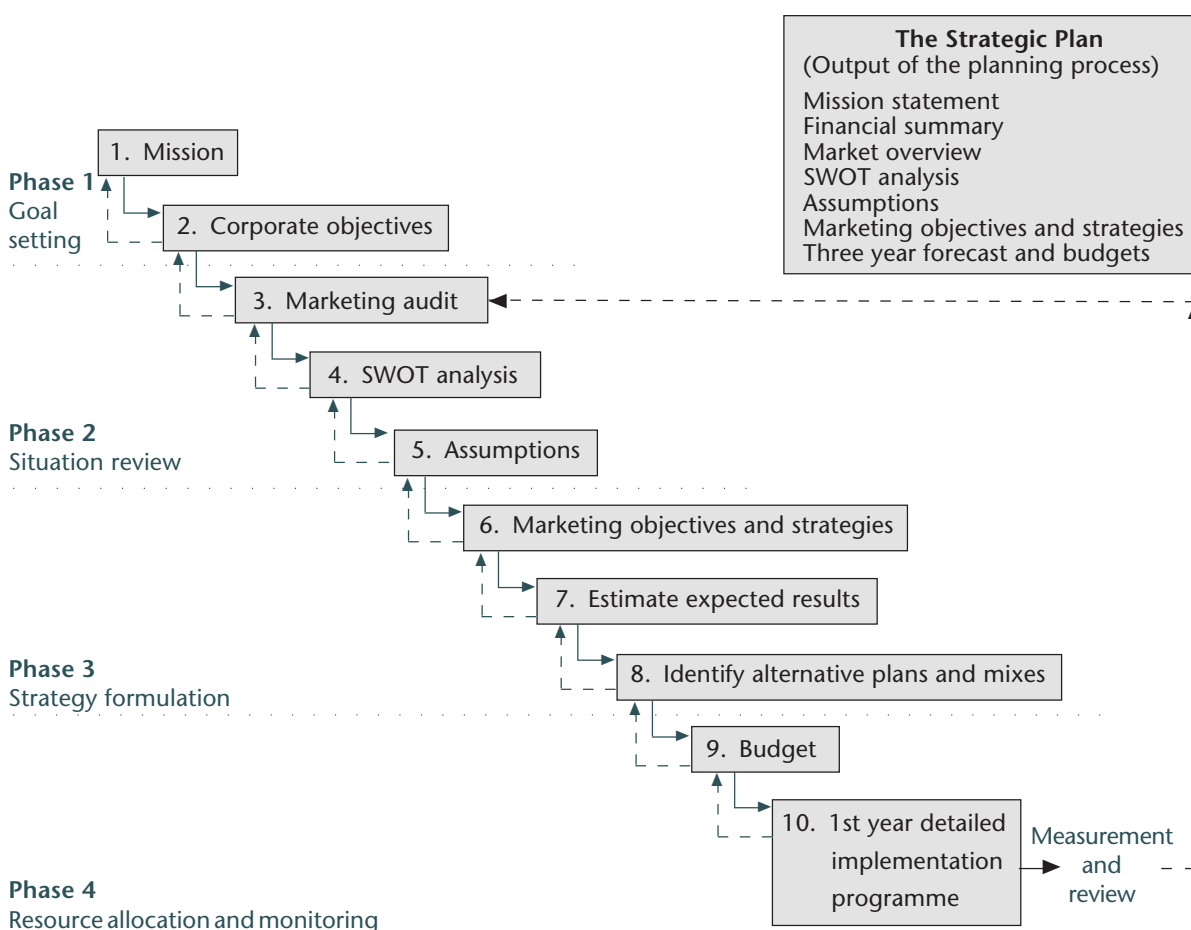 The Strategic Plan
(Output of the planning process)
Mission statement
Financial summary
Market overview
SWOT analysis
Assumptions
Marketing objectives and strategies
Three year forecast and budgets
Phase 1
Goal
setting
1. Mission
2. Corporate objectives
3. Marketing audit
4. SWOT analysis
Phase 2
Situation review
5. Assumptions
6. Marketing objectives and strategies
7. Estimate expected results
Phase 3
Strategy formulation
8. Identify alternative plans and mixes
9. Budget
10. 1st year detailed
implementation
programme
Measurement
and
review
Phase 4
Resource allocation and monitoring